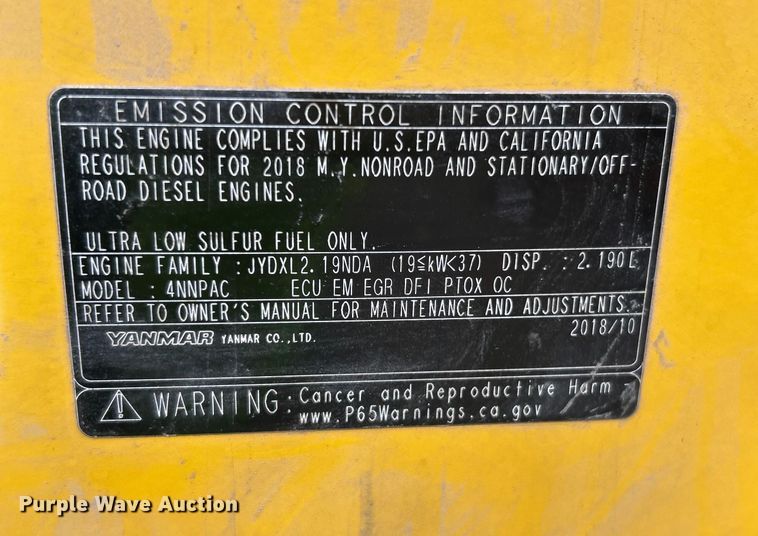 EMISSION CONTROL INFORMATION
THIS ENGINE COMPLIES WITH U.S.EPA AND CALIFORNIA
REGULATIONS FOR 2018 M.Y.NONROAD AND STATIONARY/OFF-
ROAD DIESEL ENGINES.
ULTRA LOW SULFUR FUEL ONLY.
ENGINE FAMILY : JYDXL2.19NDA (19≦kW<37) DISP. : 2.190L
MODEL : 4NNPAC ECU EM EGR DFI PTOX OC
REFER TO OWNER'S MANUAL FOR MAINTENANCE AND ADJUSTMENTS.
2018/10
YANMAR YANMAR CO.,LTD.
WARNING: Cancer and Reproductive Harm -
www.P65Warnings.ca.gov
Purple Wave Auction